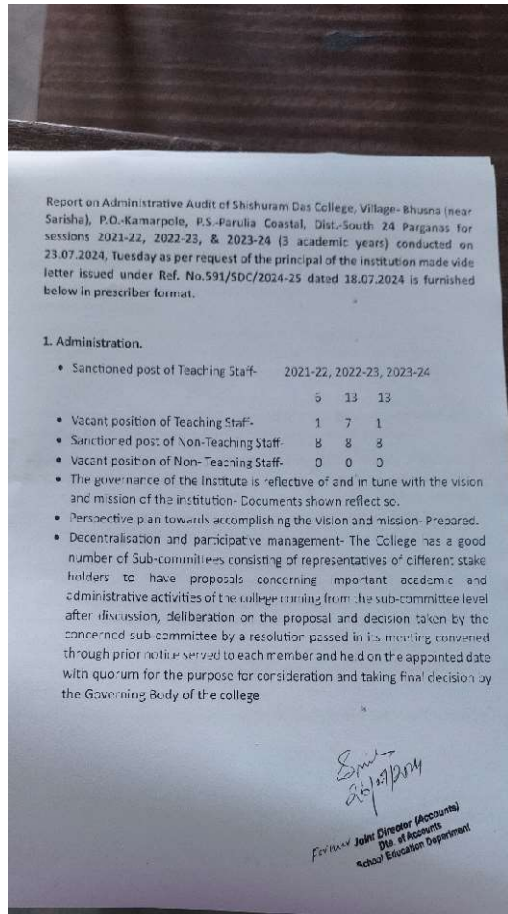 Report on Administrative Audit of Shishuram Das College, Village- Bhusna (near
Sarisha), P.O.-Kamarpole, P.S.-Parulia Coastal, Dist.-South 24 Parganas for
sessions 2021-22, 2022-23, & 2023-24 (3 academic years) conducted on
23.07.2024, Tuesday as per request of the principal of the institution made vide
letter issued under Ref. No.591/SDC/2024-25 dated 18.07.2024 is furnished
below in prescriber format.
1. Administration.
• Sanctioned post of Teaching Staff- 2021-22, 2022-23, 2023-24
13 13
• Vacant position of Teaching Staff- 1 7 1
• Sanctioned post of Non-Teaching Staff- 8 8 8
• Vacant position of Non- Teaching Staff- 0 0 0
• The governance of the Institute is reflective of and in tune with the vision
and mission of the institution- Documents shown reflect so.
• Perspective plan towards accomplishing the vision and mission- Prepared.
• Decentralisation and participative management- The College has a good
number of Sub-committees consisting of representatives of different stake
holders to have proposals concerning important academic and
administrative activities of the college coming from the sub-committee level
after discussion, deliberation on the proposal and decision taken by the
concerned sub-committee by a resolution passed in its meeting convened
through prior notice served to each member and held on the appointed date
with quorum for the purpose for consideration and taking final decision by
the Governing Body of the college
Former Joint Director (Accounts)
Dte. of Accounts
School Education Department